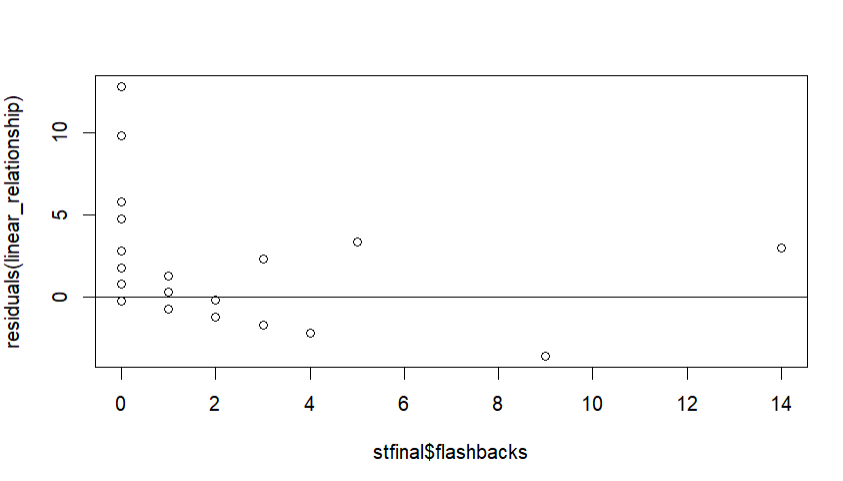 residuals(linear_relationship)
10
5
0
0 2 4 6 8 10 12 14
stfinal$flashbacks